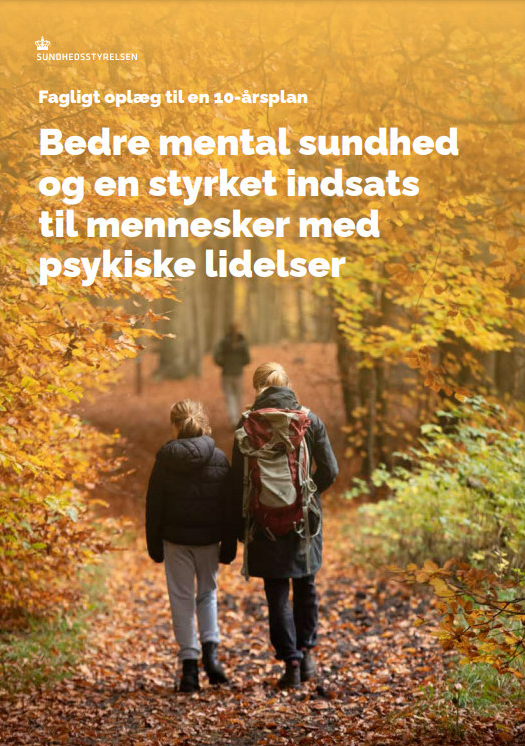 SUNDHEDSSTYRELSEN
Fagligt oplæg til en 10-årsplan
Bedre mental sundhed
og en styrket indsats
til mennesker med
psykiske lidelser